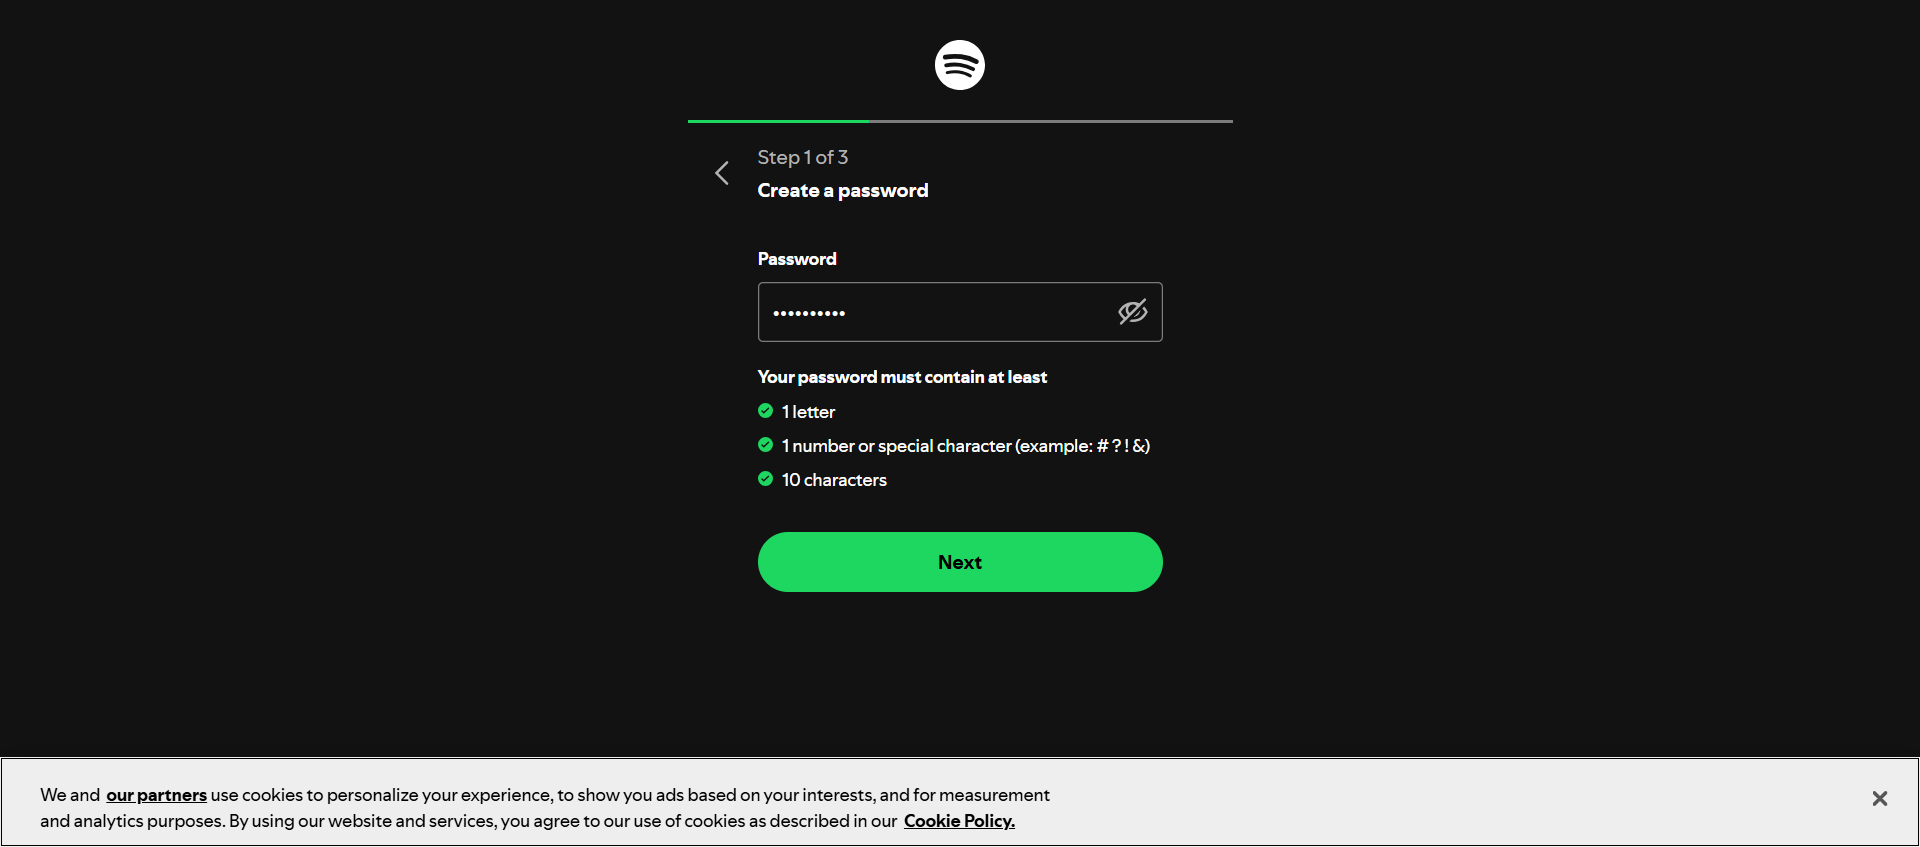 Step 1 of 3
Create a password
Password
••••••••••
Your password must contain at least
1 letter
1 number or special character (example: # ? ! &)
10 characters
Next
We and our partners use cookies to personalize your experience, to show you ads based on your interests, and for measurement
and analytics purposes. By using our website and services, you agree to our use of cookies as described in our Cookie Policy.